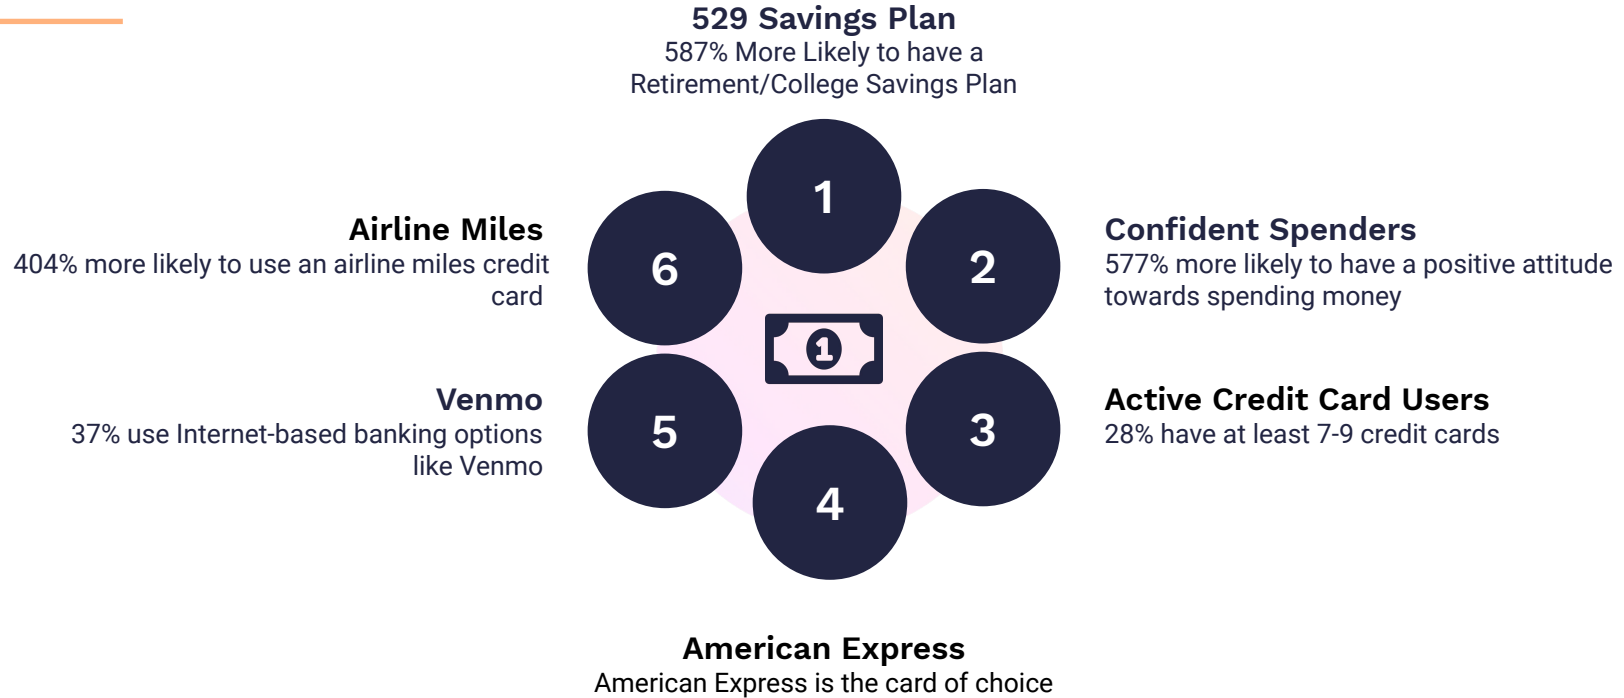 529 Savings Plan
587% More Likely to have a
Retirement/College Savings Plan
1
Airline Miles
404% more likely to use an airline miles credit
card
6
2
Confident Spenders
577% more likely to have a positive attitude
towards spending money
1
Venmo
37% use Internet-based banking options
like Venmo
5
3
Active Credit Card Users
28% have at least 7-9 credit cards
4
American Express
American Express is the card of choice